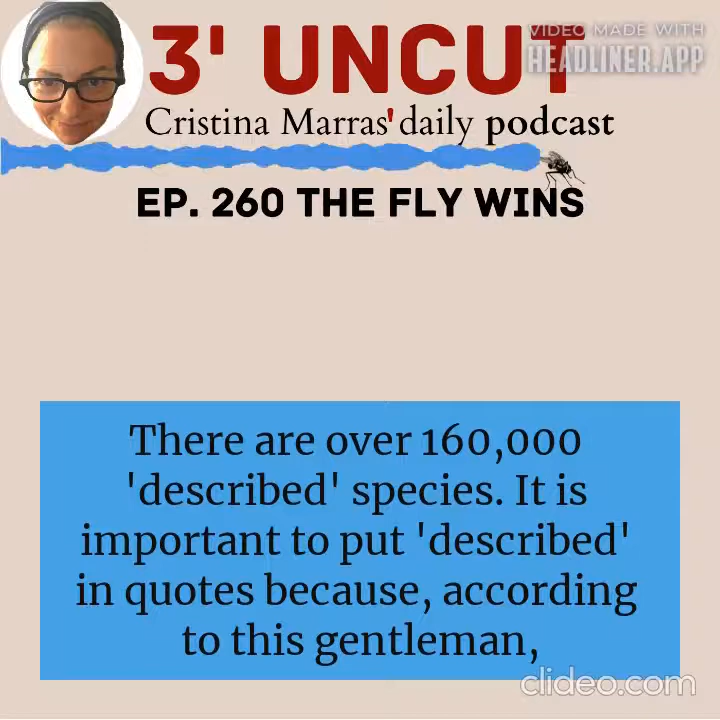 VIDEO MADE WITH
3' UNCUT HEADLINER.APP
Cristina Marras' daily podcast
EP. 260 THE FLY WINS
There are over 160,000
'described' species. It is
important to put 'described'
in quotes because, according
to this gentleman,
clideo.com